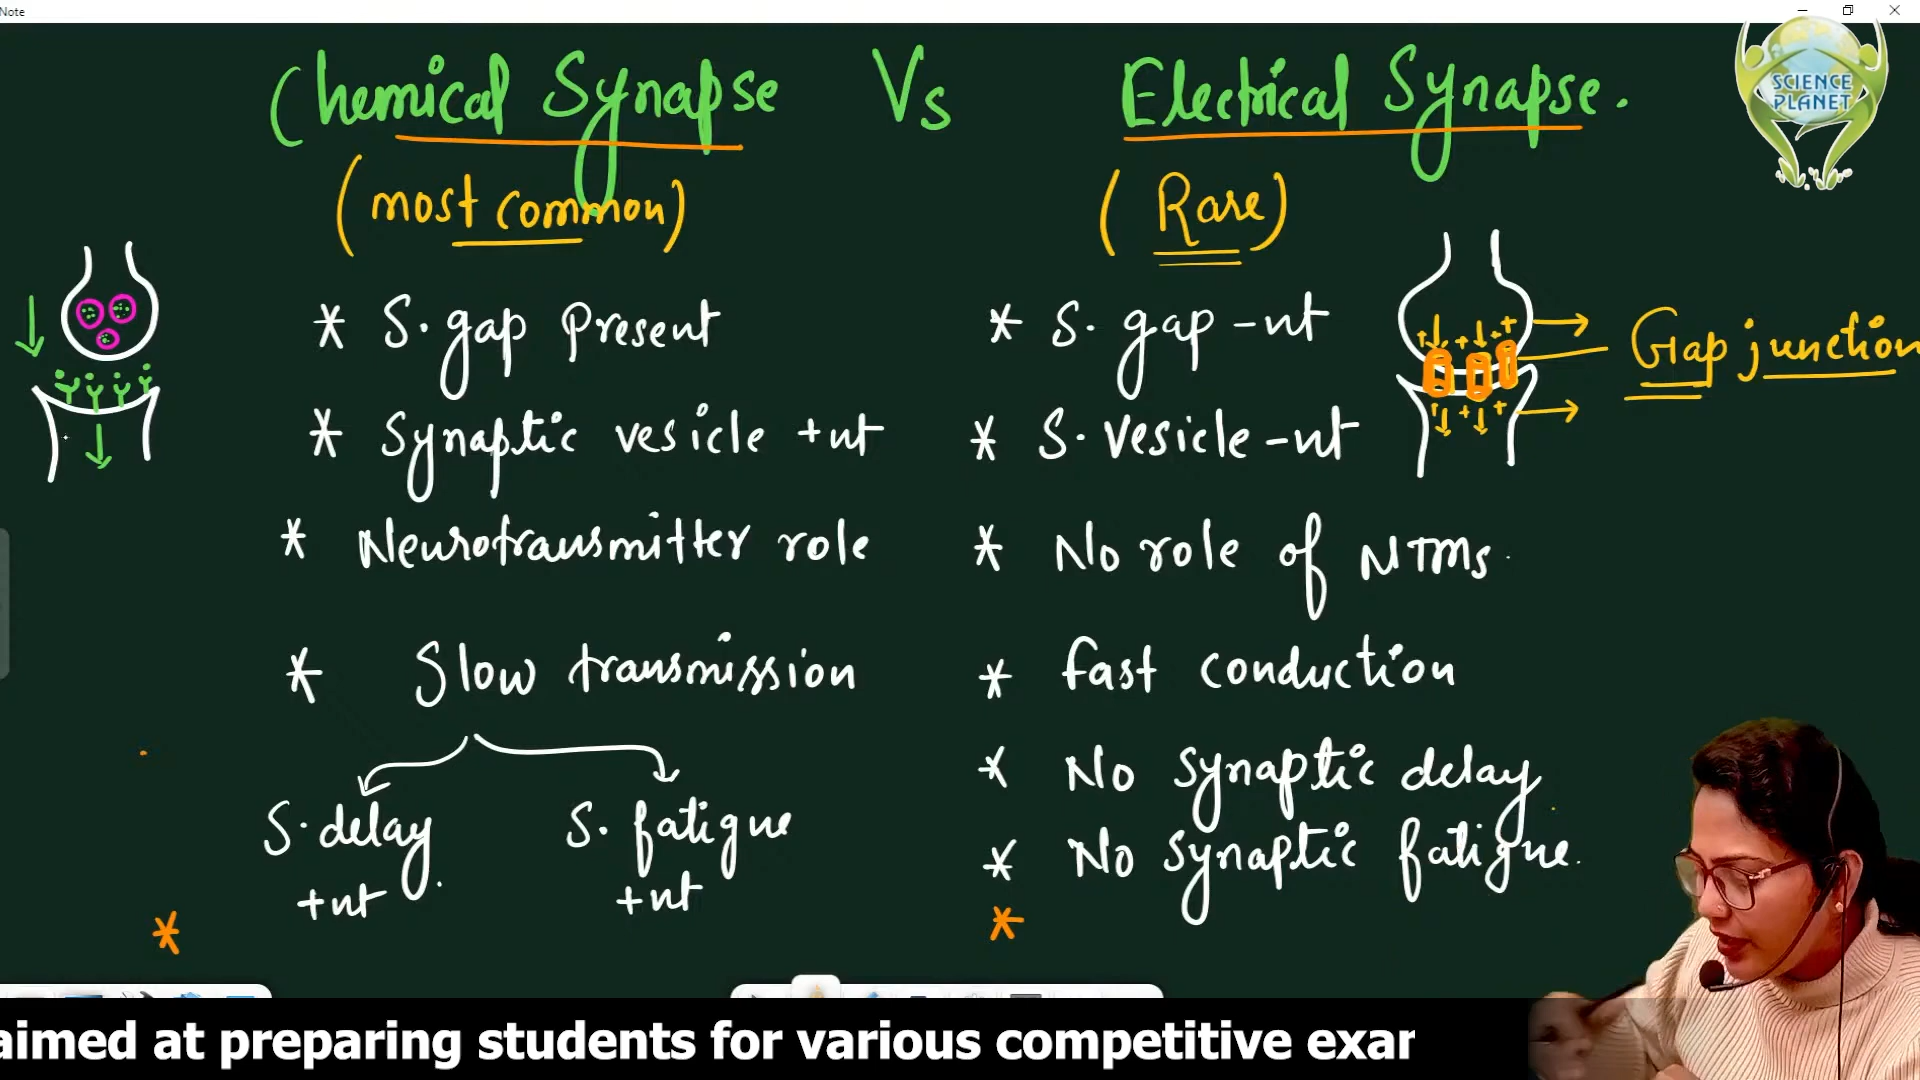 Note
SCIENCE
PLANET
Chemical Synapse Vs Electrical Synapse.
(most common)
(Rare)
* S. gap present
* S. gap -nt
Gap junction
* Synaptic vesicle +nt
* S. vesicle -nt
* Neurotransmitter role
* No role of NTMs.
* Slow transmission
* fast conduction
S. delay
+nt
S. fatigue
+nt
* No synaptic delay
* No synaptic fatigue.
*
*
aimed at preparing students for various competitive exar